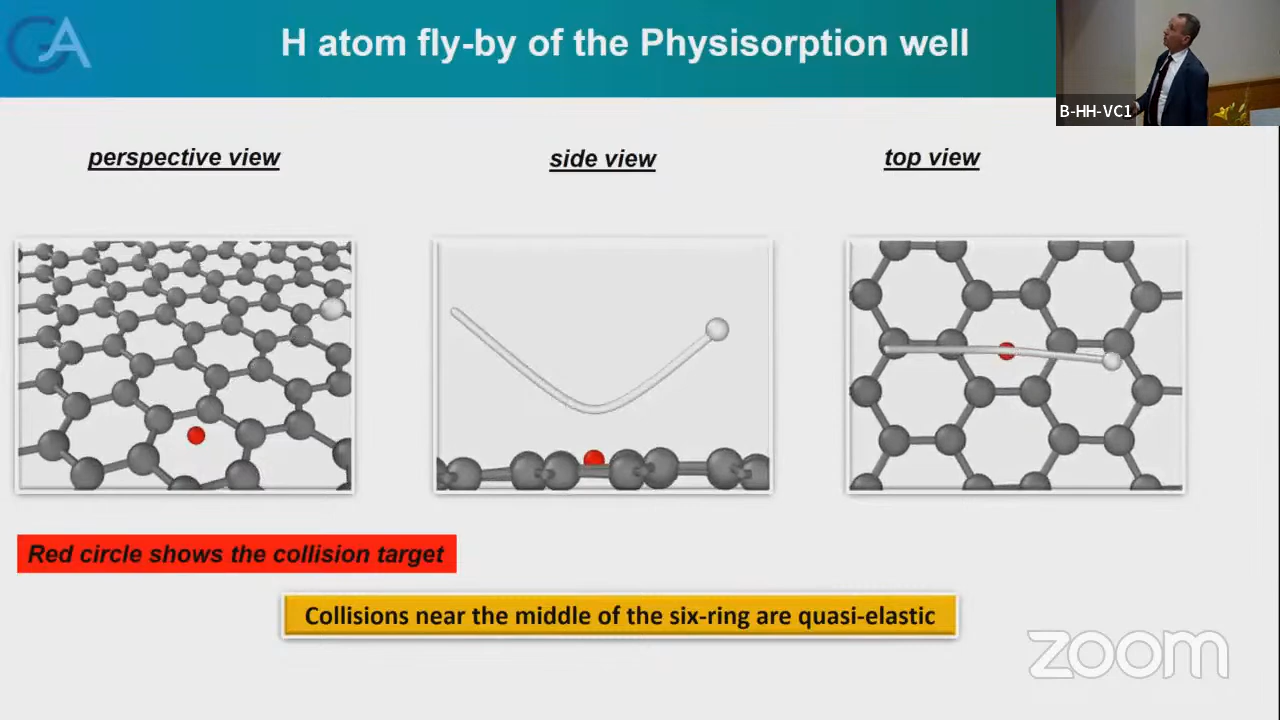 GA
H atom fly-by of the Physisorption well
B-HH-VC1
perspective view
side view
top view
Red circle shows the collision target
Collisions near the middle of the six-ring are quasi-elastic
zoom